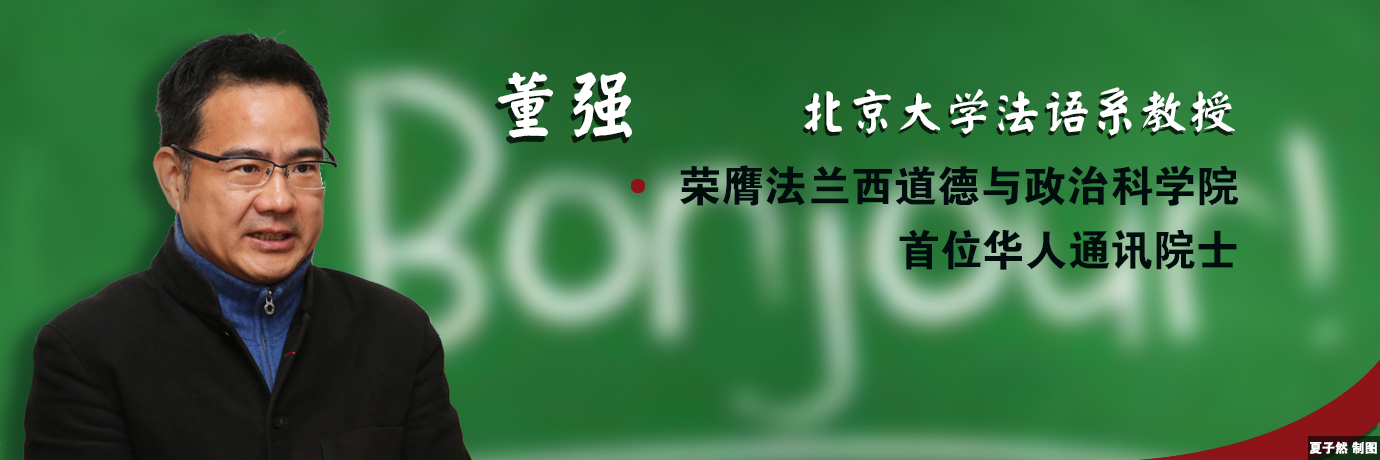 董强 北京大学法语系教授
荣膺法兰西道德与政治科学院
首位华人通讯院士
Bonjour!
夏子然 制图